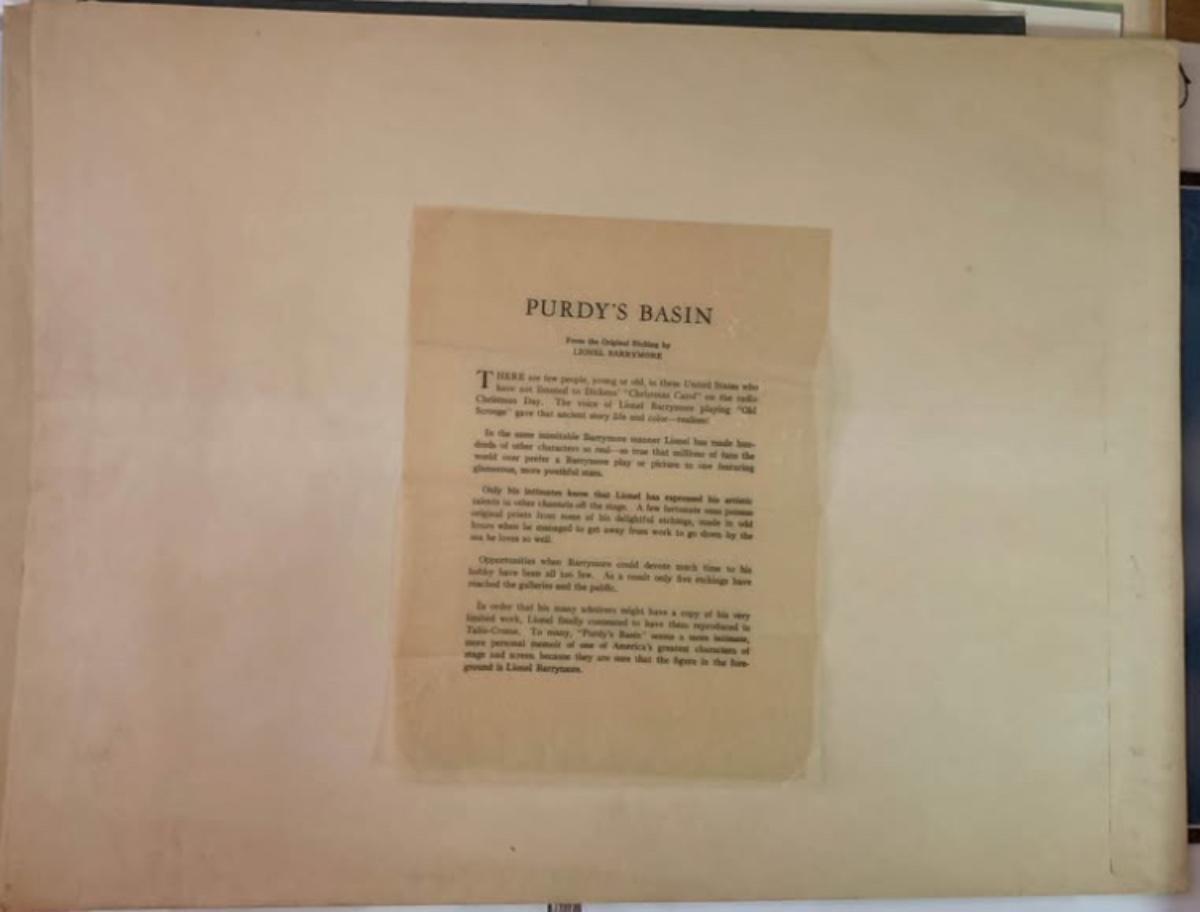 PURDY'S BASIN
From the Original Etching by
LIONEL BARRYMORE
THERE are few people, young or old, in these United States who
have not listened to Dickens' "Christmas Carol" on the radio
Christmas Day. The voice of Lionel Barrymore playing "Old
Scrooge" gave that ancient story life and color—realism!
In the same inimitable Barrymore manner Lionel has made hun-
dreds of other characters so real—so true that millions of fans the
world over prefer a Barrymore play or picture to one featuring
glamorous, more youthful stars.
Only his intimates know that Lionel has expressed his artistic
talents in other channels off the stage. A few fortunate ones possess
original prints from some of his delightful etchings, made in odd
hours when he managed to get away from work to go down by the
sea he loves so well.
Opportunities when Barrymore could devote much time to his
hobby have been all too few. As a result only five etchings have
reached the galleries and the public.
In order that his many admirers might have a copy of his very
limited work, Lionel finally consented to have them reproduced in
Talio-Crome. To many, "Purdy's Basin" seems a more intimate,
more personal memoir of one of America's greatest characters of
stage and screen because they are sure that the figure in the fore-
ground is Lionel Barrymore.